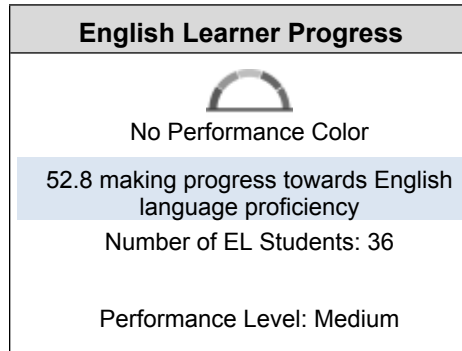 English Learner Progress
No Performance Color
52.8 making progress towards English
language proficiency
Number of EL Students: 36
Performance Level: Medium